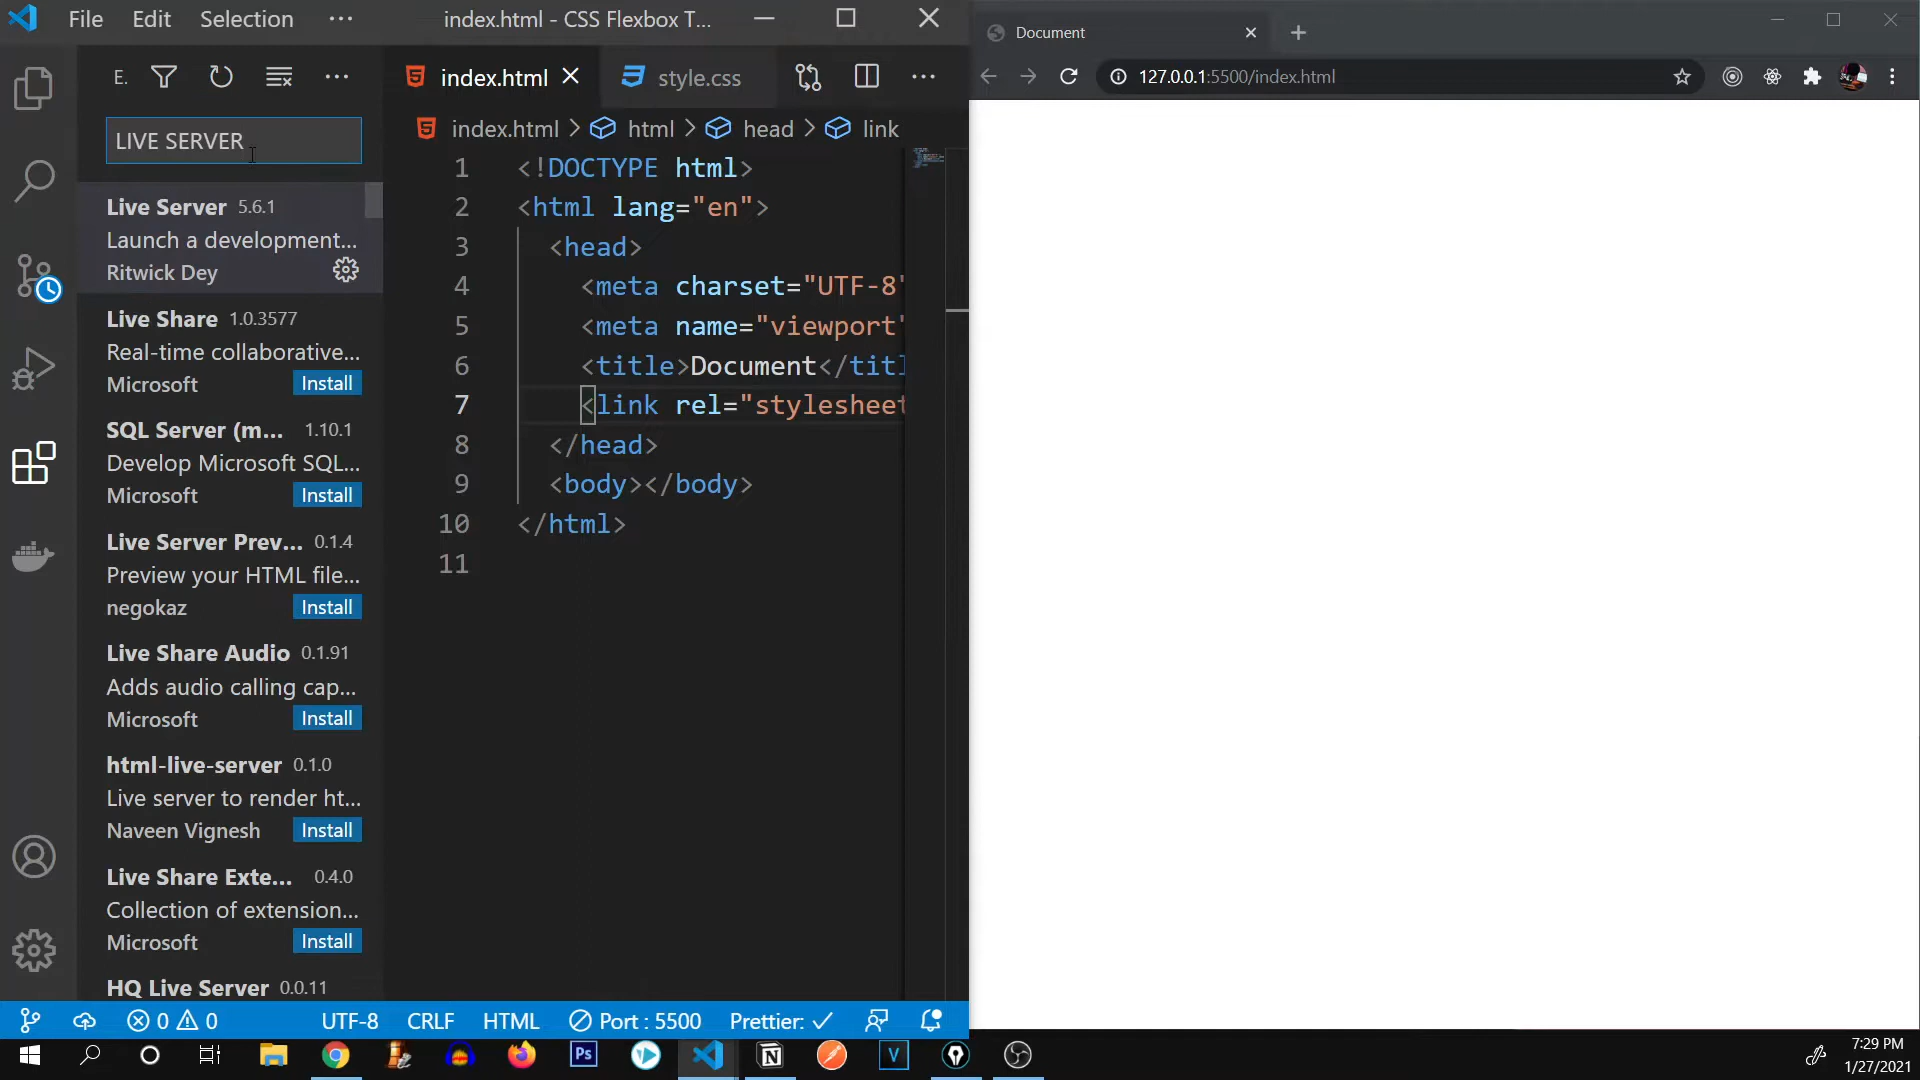 File Edit Selection ···
index.html - CSS Flexbox T...
E.
index.html
style.css
LIVE SERVER
index.html > html > head > link
Live Server 5.6.1
Launch a development...
Ritwick Dey
Live Share 1.0.3577
Real-time collaborative...
Microsoft Install
SQL Server (m... 1.10.1
Develop Microsoft SQL...
Microsoft Install
Live Server Prev... 0.1.4
Preview your HTML file...
negokaz Install
Live Share Audio 0.1.91
Adds audio calling cap...
Microsoft Install
html-live-server 0.1.0
Live server to render ht...
Naveen Vignesh Install
Live Share Exte... 0.4.0
Collection of extension...
Microsoft Install
HQ Live Server 0.0.11
1 <!DOCTYPE html>
2 <html lang="en">
3 <head>
4 <meta charset="UTF-8"
5 <meta name="viewport"
6 <title>Document</titl
7 <link rel="stylesheet
8 </head>
9 <body></body>
10 </html>
11
0 0 UTF-8 CRLF HTML Port : 5500 Prettier: ✓
Document
127.0.0.1:5500/index.html
Ps
V
7:29 PM
1/27/2021